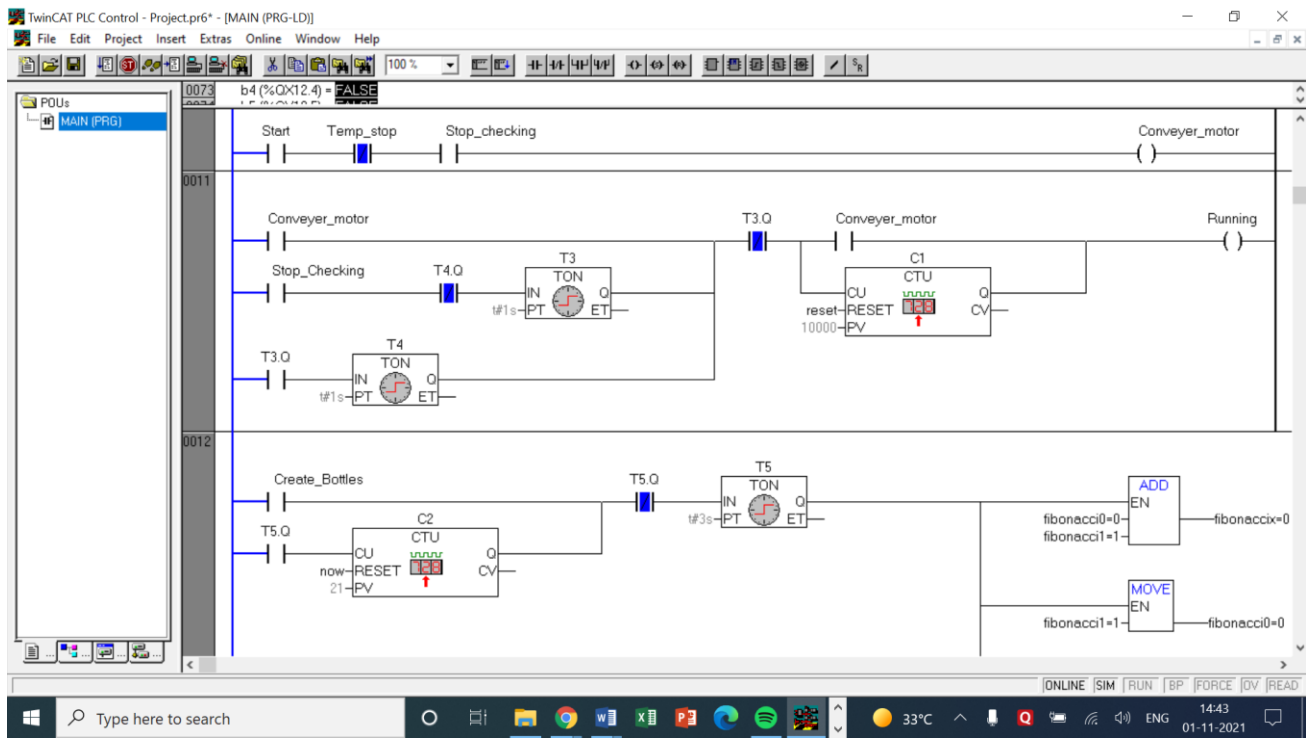 TwinCAT PLC Control - Project.pr6* - [MAIN (PRG-LD)]
File Edit Project Insert Extras Online Window Help
100 %
POUs
MAIN (PRG)
0073 b4 (%QX12.4) = FALSE
Start Temp_stop Stop_checking Conveyer_motor
0011
Conveyer_motor T3.Q Conveyer_motor Running
Stop_Checking T4.Q T3 C1
TON CTU
IN Q CU Q
t#1s PT ET reset RESET CV
10000 PV
T3.Q T4
TON
IN Q
t#1s PT ET
0012
Create_Bottles T5.Q T5
TON ADD
IN Q EN
t#3s PT ET fibonacci0=0 fibonaccix=0
fibonacci1=1
T5.Q C2
CTU
CU Q
now RESET CV
21 PV
MOVE
EN
fibonacci1=1 fibonacci0=0
ONLINE SIM RUN BP FORCE OV READ
Type here to search
33°C ENG 14:43
01-11-2021